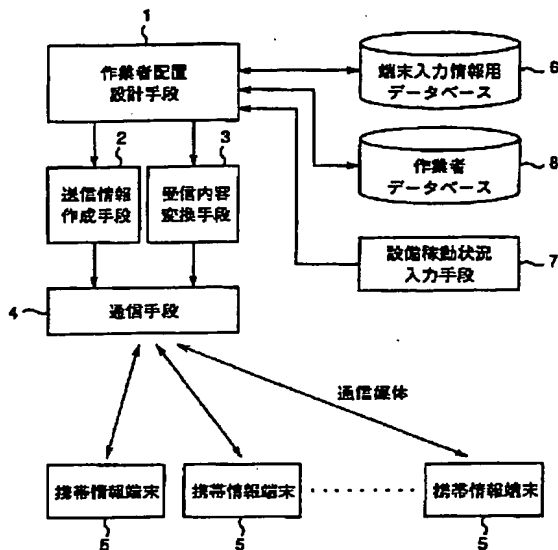 1
作業者配置
設計手段
端末入力情報用
データベース
6
2
3
送信情報
作成手段
受信内容
変換手段
作業者
データベース
8
設備稼動状況
入力手段
7
4
通信手段
通信媒体
携帯情報端末
携帯情報端末
携帯情報端末
5
5
5